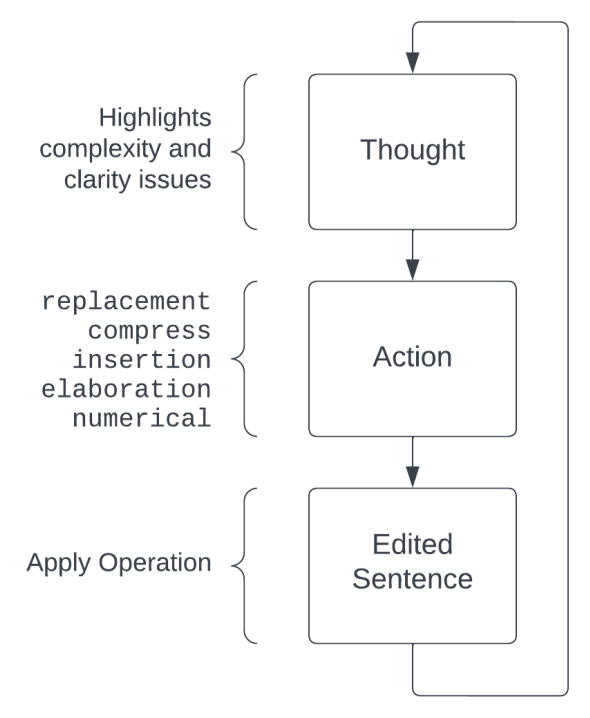 Highlights
complexity and
clarity issues
Thought
replacement
compress
insertion
elaboration
numerical
Action
Apply Operation
Edited
Sentence